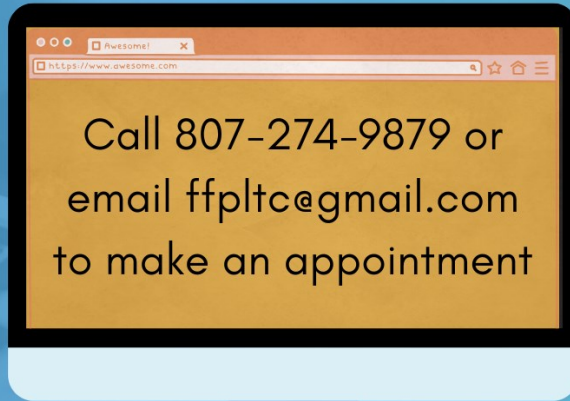 Awesome!
https://www.awesome.com
Call 807-274-9879 or
email ffpltc@gmail.com
to make an appointment